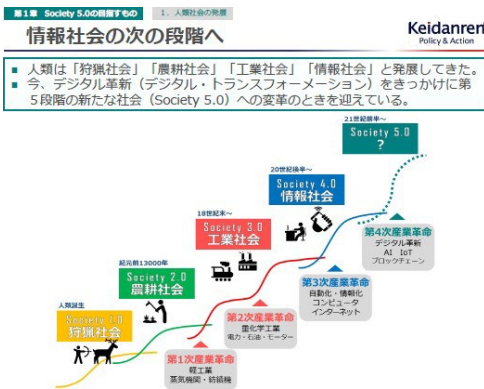 第1章 Society 5.0の目指すもの
1．人類社会の発展
情報社会の次の段階へ
Keidanren
Policy & Action
■ 人類は「狩猟社会」「農耕社会」「工業社会」「情報社会」と発展してきた。
■ 今、デジタル革新（デジタル・トランスフォーメーション）をきっかけに第
5段階の新たな社会（Society 5.0）への変革のときを迎えている。
21世紀前半～
Society 5.0
？
20世紀後半～
Society 4.0
情報社会
18世紀末～
Society 3.0
工業社会
紀元前13000年
Society 2.0
農耕社会
人類誕生
Society 1.0
狩猟社会
第4次産業革命
デジタル革新
AI IoT
ブロックチェーン
第3次産業革命
自動化・情報化
コンピュータ
インターネット
第2次産業革命
重化学工業
電力・石油・モーター
第1次産業革命
軽工業
蒸気機関・紡績機